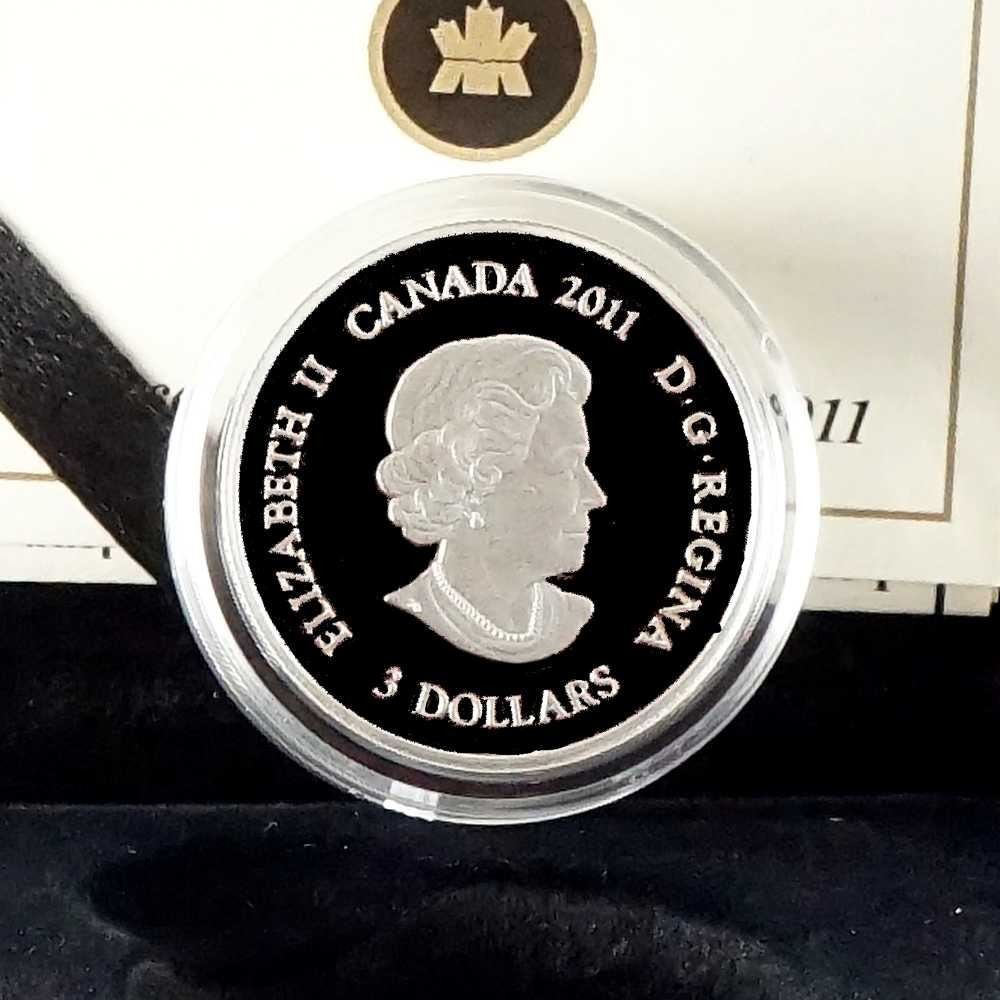 ELIZABETH II CANADA 2011 D·G·REGINA
3 DOLLARS